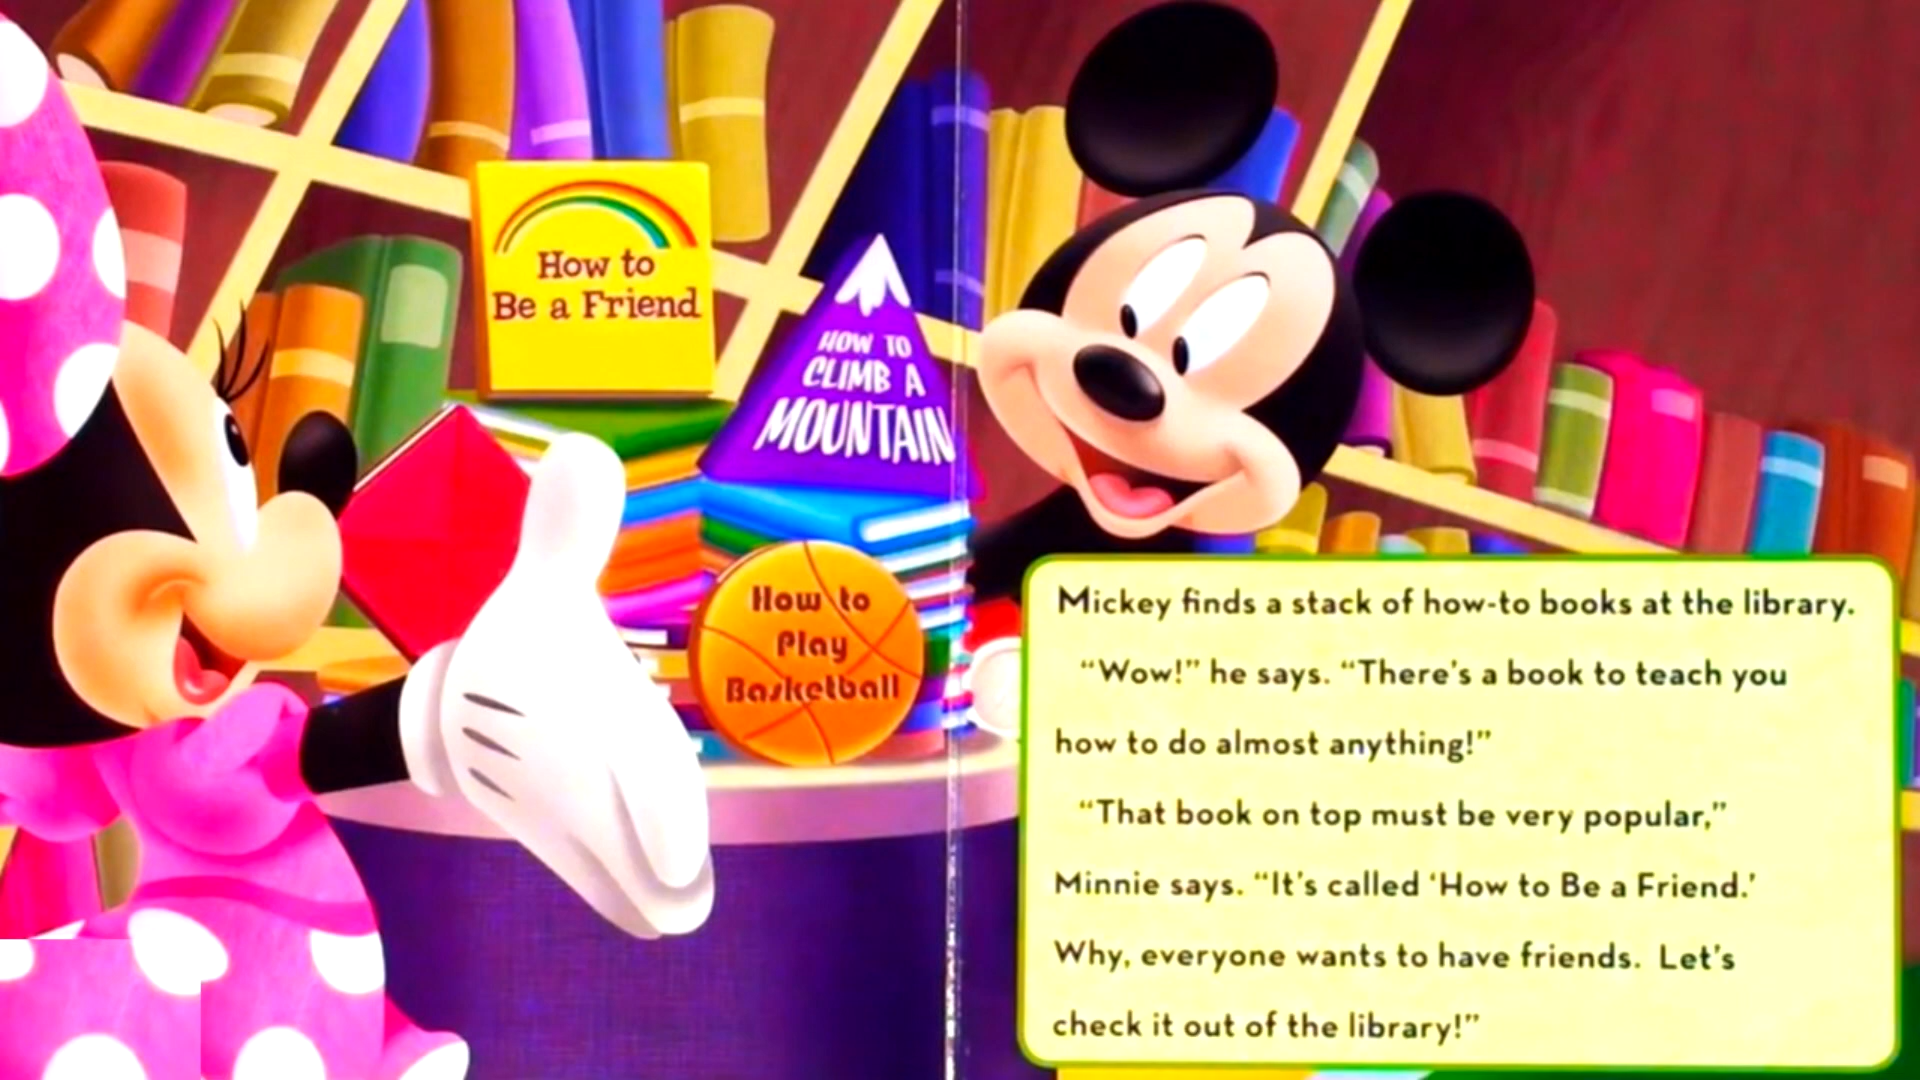 How to
Be a Friend
HOW TO
CLIMB A
MOUNTAIN
How to
Play
Basketball
Mickey finds a stack of how-to books at the library.
“Wow!” he says. “There's a book to teach you
how to do almost anything!”
“That book on top must be very popular,”
Minnie says. “It's called ‘How to Be a Friend.’
Why, everyone wants to have friends. Let's
check it out of the library!”